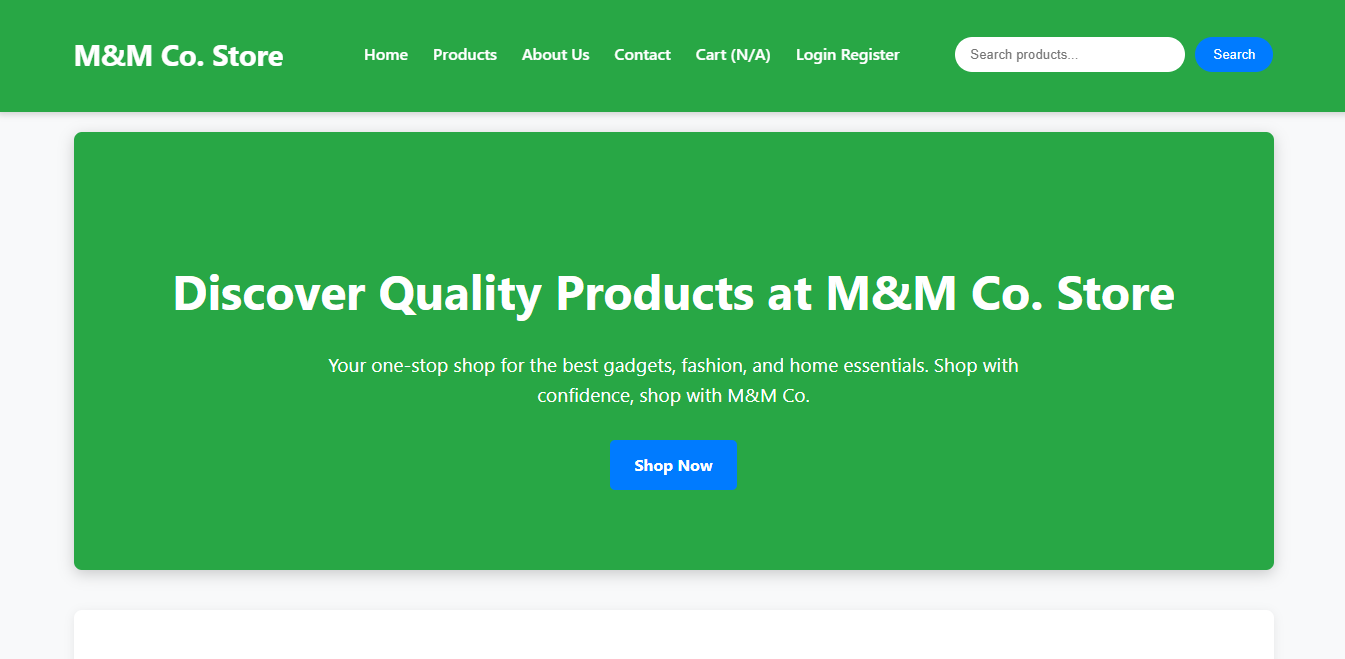 M&M Co. Store
Home Products About Us Contact Cart (N/A) Login Register
Search products...
Search
Discover Quality Products at M&M Co. Store
Your one-stop shop for the best gadgets, fashion, and home essentials. Shop with
confidence, shop with M&M Co.
Shop Now